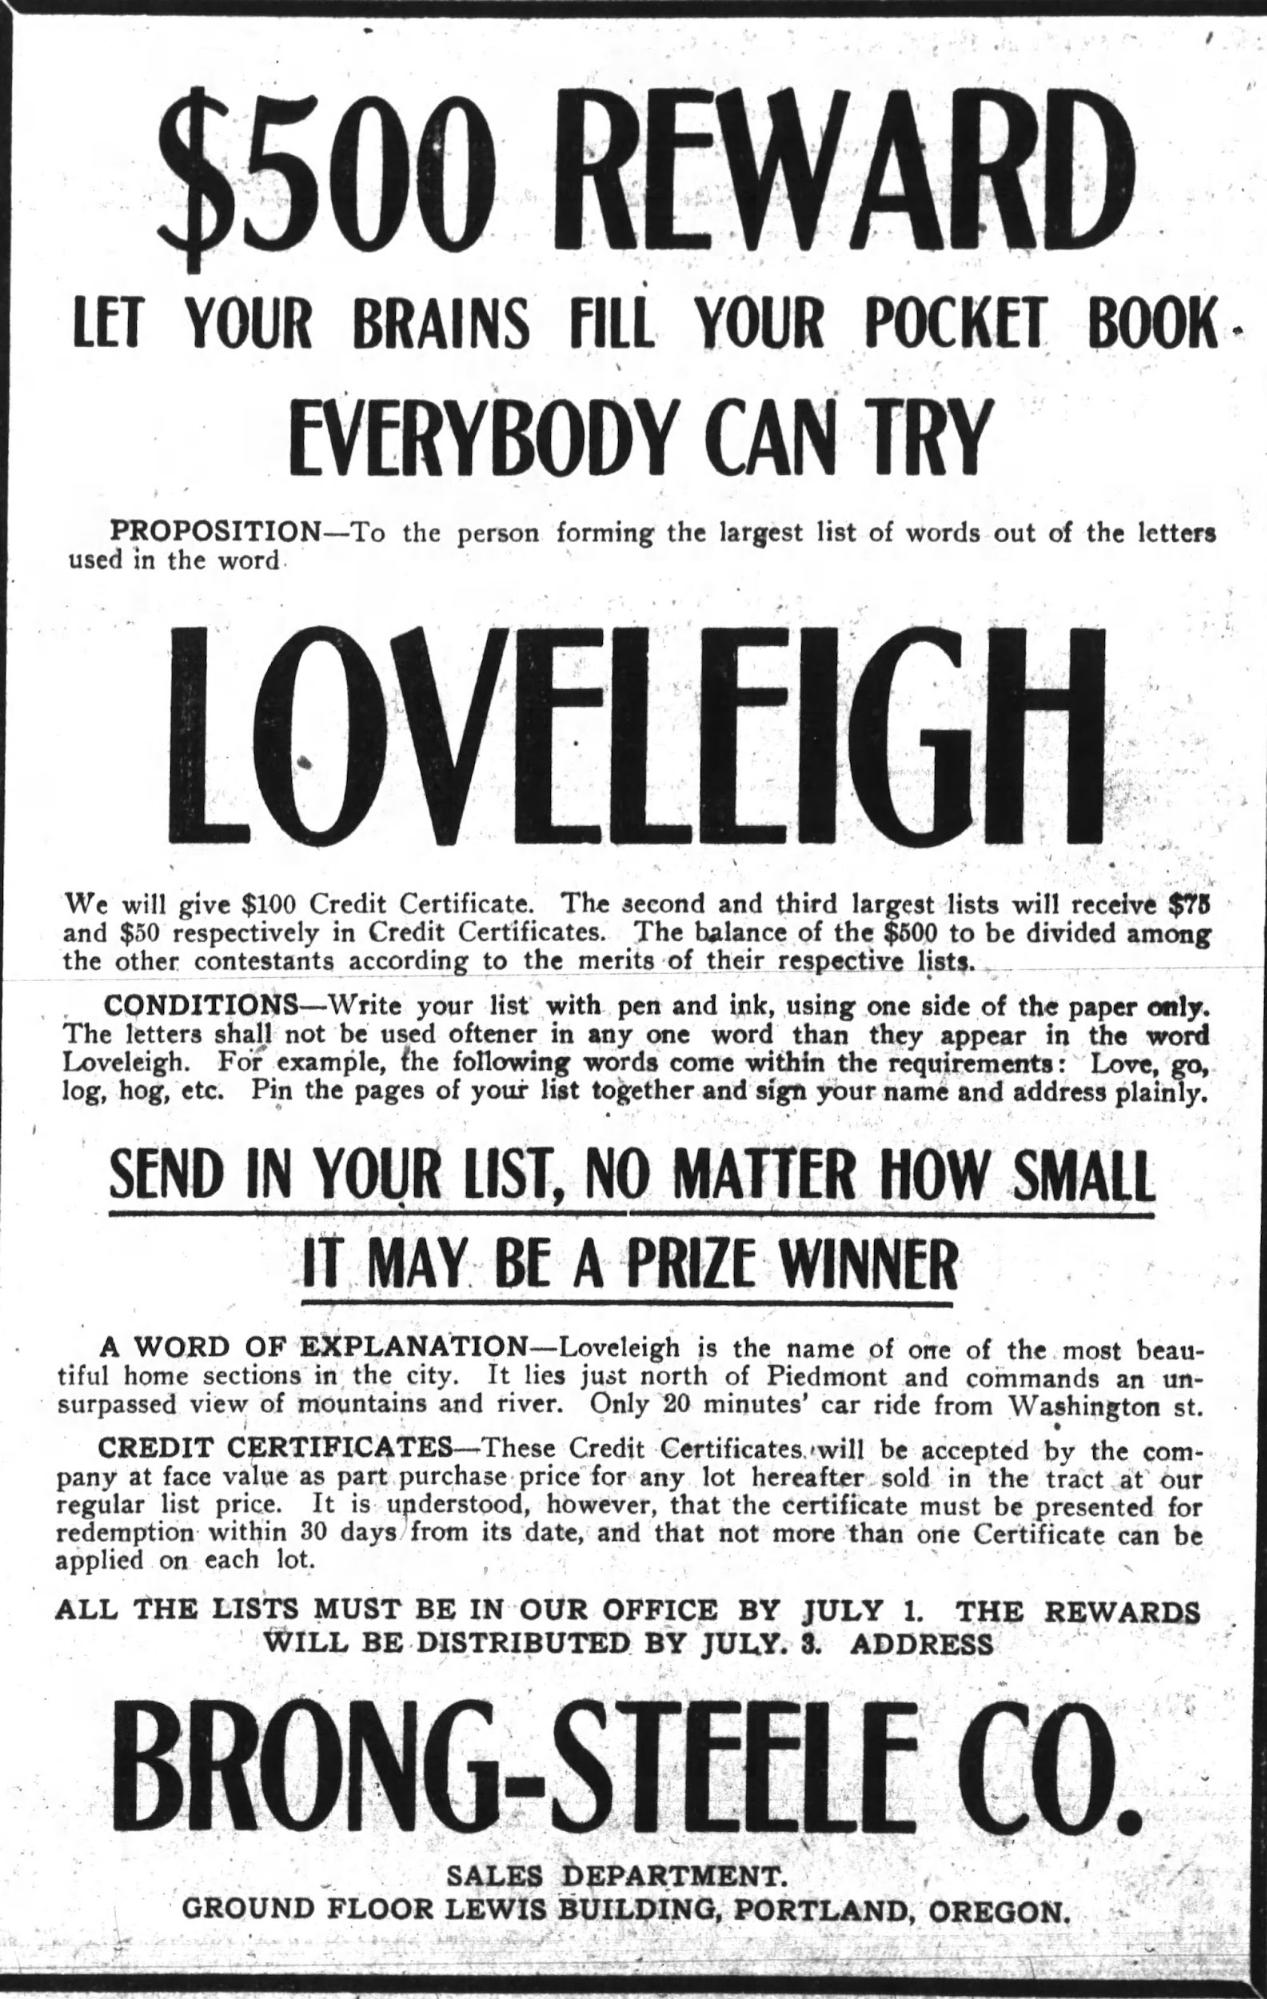 $500 REWARD
LET YOUR BRAINS FILL YOUR POCKET BOOK
EVERYBODY CAN TRY
PROPOSITION—To the person forming the largest list of words out of the letters
used in the word
LOVELEIGH
We will give $100 Credit Certificate. The second and third largest lists will receive $75
and $50 respectively in Credit Certificates. The balance of the $500 to be divided among
the other contestants according to the merits of their respective lists.
CONDITIONS—Write your list with pen and ink, using one side of the paper only.
The letters shall not be used oftener in any one word than they appear in the word
Loveleigh. For example, the following words come within the requirements: Love, go,
log, hog, etc. Pin the pages of your list together and sign your name and address plainly.
SEND IN YOUR LIST, NO MATTER HOW SMALL
IT MAY BE A PRIZE WINNER
A WORD OF EXPLANATION—Loveleigh is the name of one of the most beau-
tiful home sections in the city. It lies just north of Piedmont and commands an un-
surpassed view of mountains and river. Only 20 minutes' car ride from Washington st.
CREDIT CERTIFICATES—These Credit Certificates will be accepted by the com-
pany at face value as part purchase price for any lot hereafter sold in the tract at our
regular list price. It is understood, however, that the certificate must be presented for
redemption within 30 days from its date, and that not more than one Certificate can be
applied on each lot.
ALL THE LISTS MUST BE IN OUR OFFICE BY JULY 1. THE REWARDS
WILL BE DISTRIBUTED BY JULY. 3. ADDRESS
BRONG-STEELE CO.
SALES DEPARTMENT.
GROUND FLOOR LEWIS BUILDING, PORTLAND, OREGON.